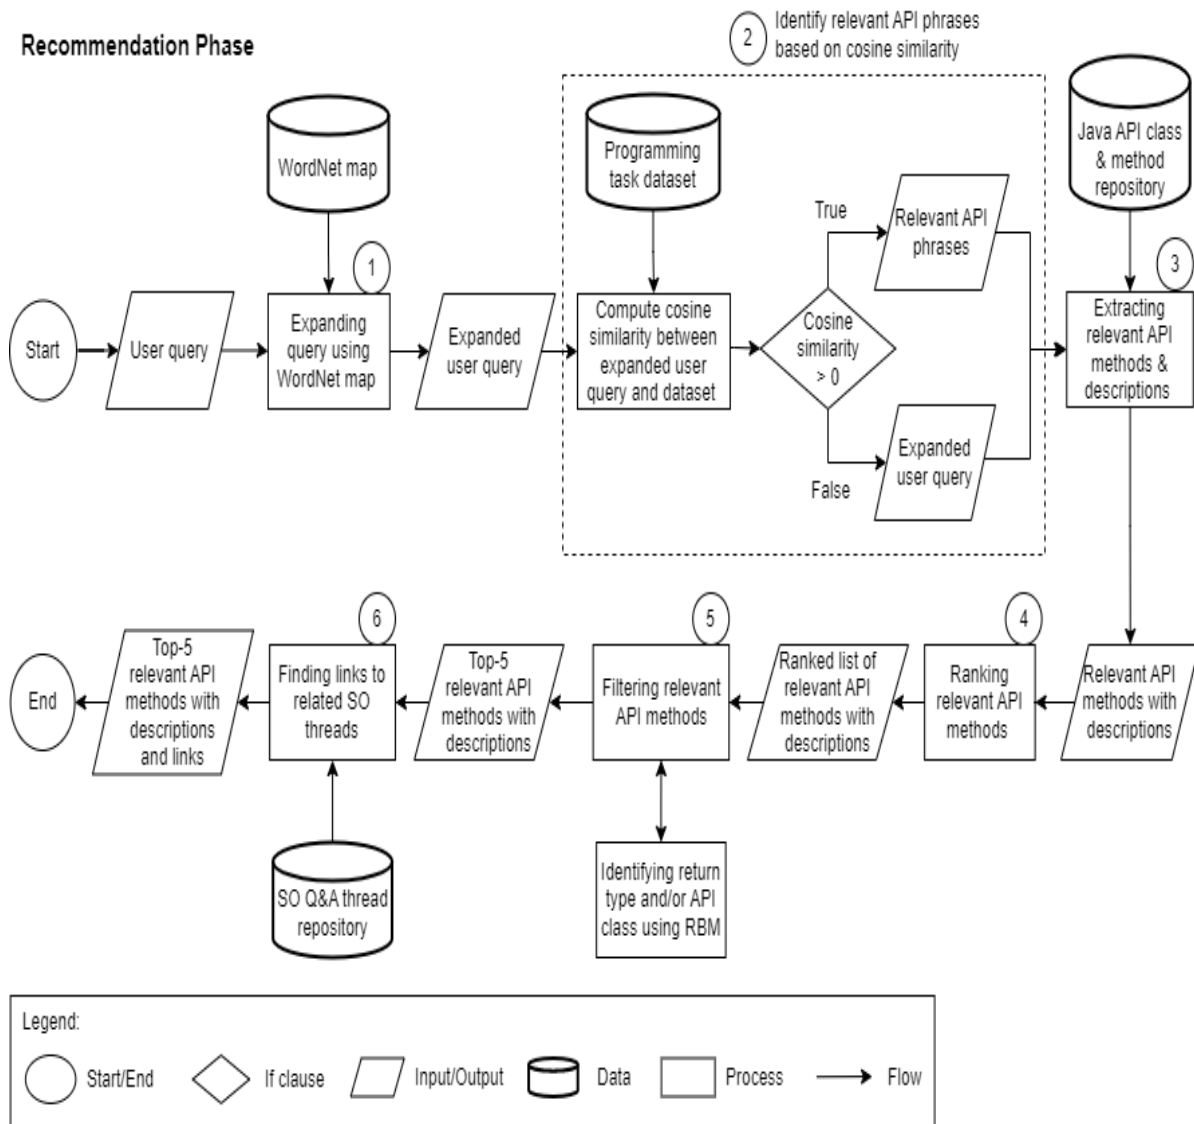 Recommendation Phase
2
Identify relevant API phrases
based on cosine similarity
WordNet map
Programming
task dataset
Java API class
& method
repository
True
Relevant API
phrases
1
3
Start
User query
Expanding
query using
WordNet map
Expanded
user query
Compute cosine
similarity between
expanded user
query and dataset
Cosine
similarity
> 0
Extracting
relevant API
methods &
descriptions
False
Expanded
user query
6
5
4
End
Top-5
relevant API
methods with
descriptions
and links
Finding links to
related SO
threads
Top-5
relevant API
methods with
descriptions
Filtering relevant
API methods
Ranked list of
relevant API
methods with
descriptions
Ranking
relevant API
methods
Relevant API
methods with
descriptions
SO Q&A thread
repository
Identifying return
type and/or API
class using RBM
Legend:
Start/End
If clause
Input/Output
Data
Process
Flow